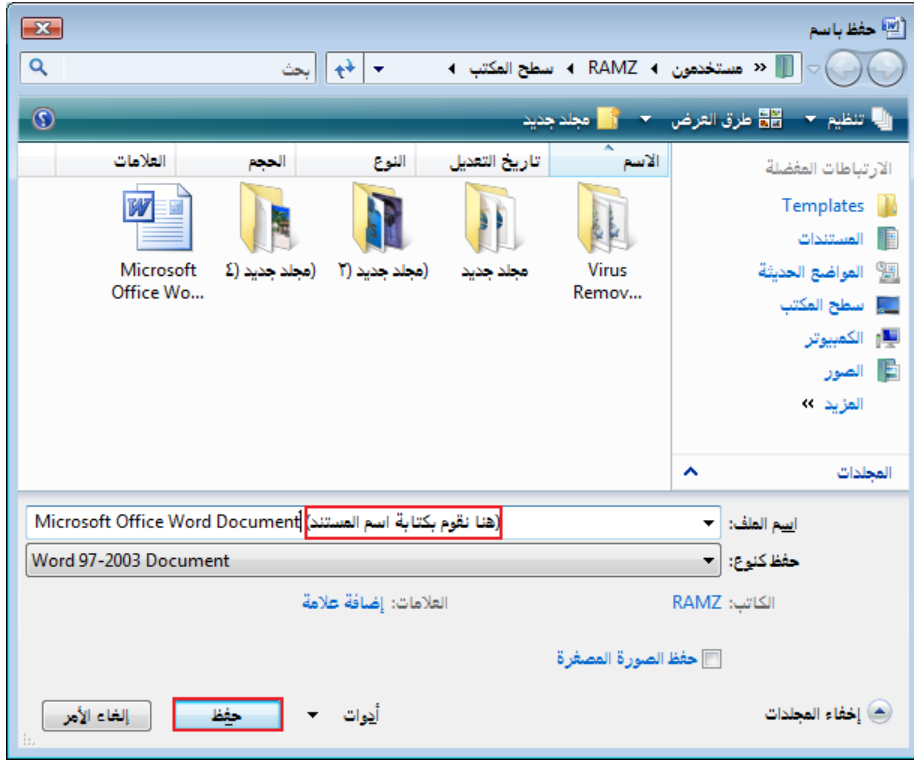 حفظ باسم
« مستخدمون RAMZ سطح المكتب
بحث
تنظيم طرق العرض مجلد جديد
الارتباطات المفضلة
Templates
المستندات
المواضع الحديثة
سطح المكتب
الكمبيوتر
الصور
المزيد »
المجلدات
الاسم تاريخ التعديل النوع الحجم العلامات
Virus
Remov...
مجلد جديد
مجلد جديد (٢)
مجلد جديد (٤)
Microsoft
Office Wo...
اسم الملف: Microsoft Office Word Document (هنا نقوم بكتابة اسم المستند)
حفظ كنوع: Word 97-2003 Document
الكاتب: RAMZ العلامات: إضافة علامة
حفظ الصورة المصغرة
إخفاء المجلدات أدوات حفظ إلغاء الأمر